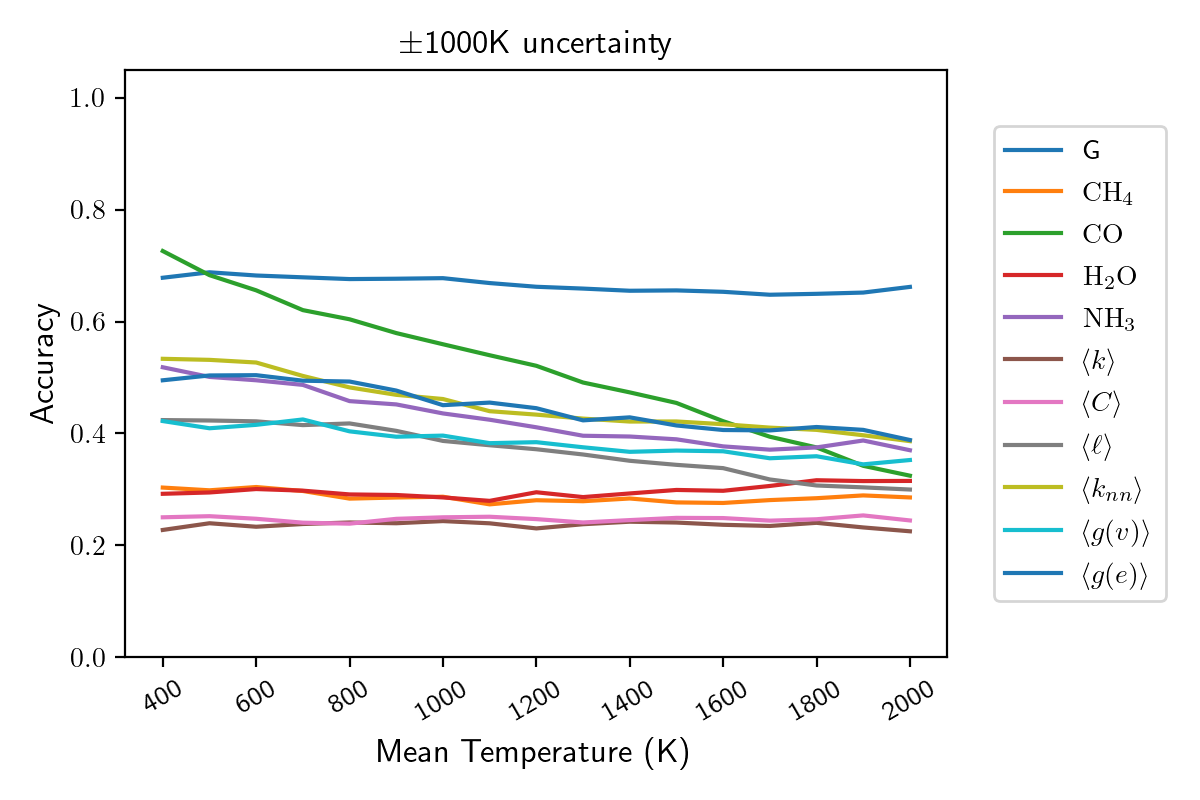 ±1000K uncertainty
1.0
0.8
0.6
0.4
0.2
0.0
Accuracy
400 600 800 1000 1200 1400 1600 1800 2000
Mean Temperature (K)
G
CH₄
CO
H₂O
NH₃
⟨k⟩
⟨C⟩
⟨ℓ⟩
⟨kₙₙ⟩
⟨g(v)⟩
⟨g(e)⟩